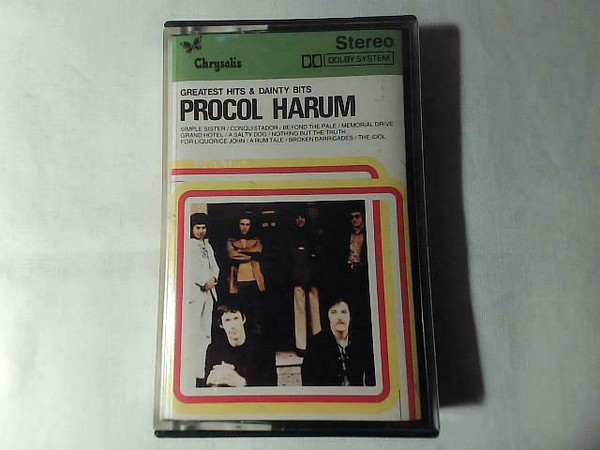 Chrysalis
Stereo
DOLBY SYSTEM
GREATEST HITS & DAINTY BITS
PROCOL HARUM
SIMPLE SISTER / CONQUISTADOR / BEYOND THE PALE / MEMORIAL DRIVE
GRAND HOTEL / A SALTY DOG / NOTHING BUT THE TRUTH
FOR LIQUORICE JOHN / A RUM TALE / BROKEN BARRICADES / THE IDOL